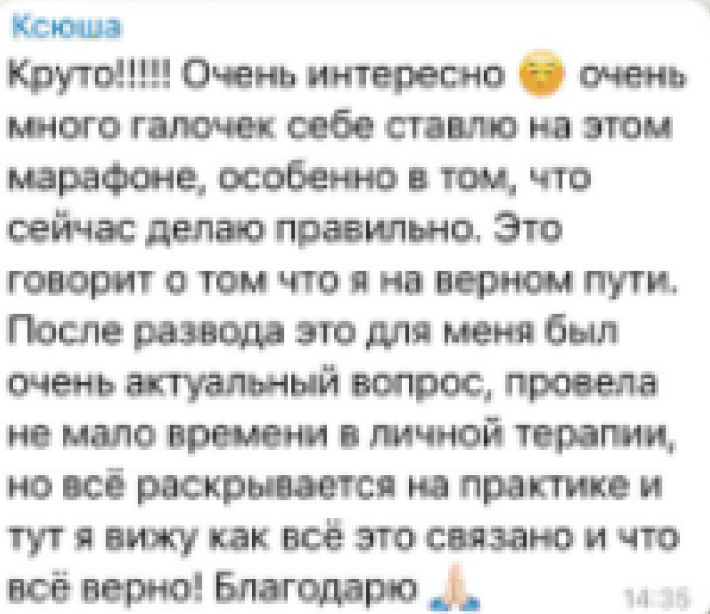 Ксюша
Круто!!!!! Очень интересно 😊 очень
много галочек себе ставлю на этом
марафоне, особенно в том, что
сейчас делаю правильно. Это
говорит о том что я на верном пути.
После развода это для меня был
очень актуальный вопрос, провела
не мало времени в личной терапии,
но всё раскрывается на практике и
тут я вижу как всё это связано и что
всё верно! Благодарю 🙏🏻
14:35